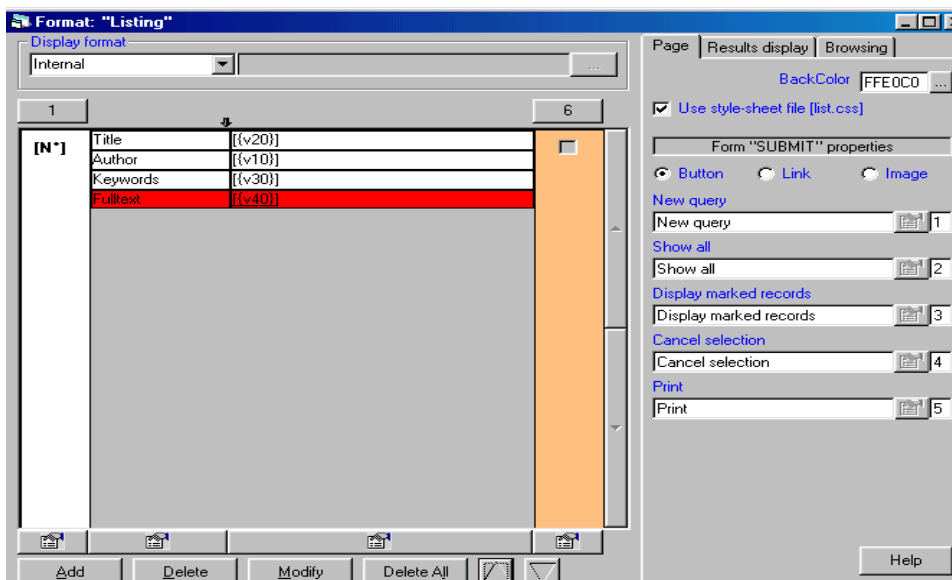 Format: "Listing"
Display format
Internal
...
1
6
[N°]
Title [{v20}]
Author [{v10}]
Keywords [{v30}]
Fulltext [{v40}]
Add Delete Modify Delete All
Page Results display Browsing
BackColor FFE0C0 ...
Use style-sheet file [list.css]
Form "SUBMIT" properties
Button Link Image
New query
New query 1
Show all
Show all 2
Display marked records
Display marked records 3
Cancel selection
Cancel selection 4
Print
Print 5
Help